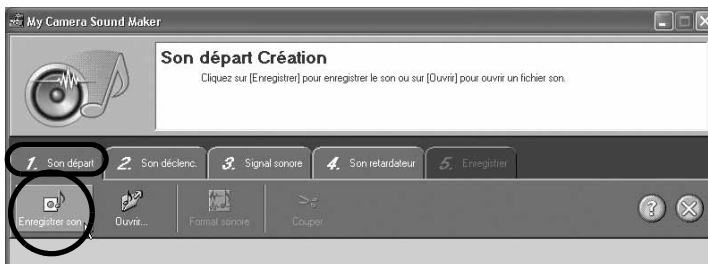 My Camera Sound Maker
Son départ Création
Cliquez sur [Enregistrer] pour enregistrer le son ou sur [Ouvrir] pour ouvrir un fichier son.
1. Son départ 2. Son déclenc. 3. Signal sonore 4. Son retardateur 5. Enregistrer
Enregistrer son Ouvrir... Format sonore Couper